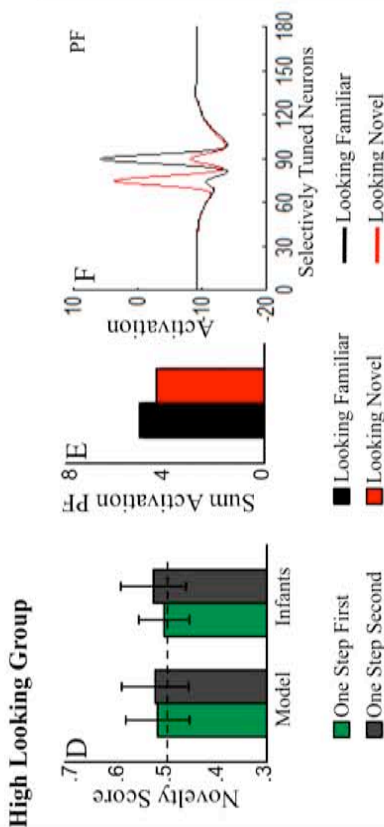 High Looking Group
D
Novelty Score
.7
.6
.5
.4
.3
Model
Infants
One Step First
One Step Second
E
Sum Activation PF
8
4
0
Looking Familiar
Looking Novel
F
PF
Activation
10
0
-10
-20
0 30 60 90 120 150 180
Selectively Tuned Neurons
Looking Familiar
Looking Novel